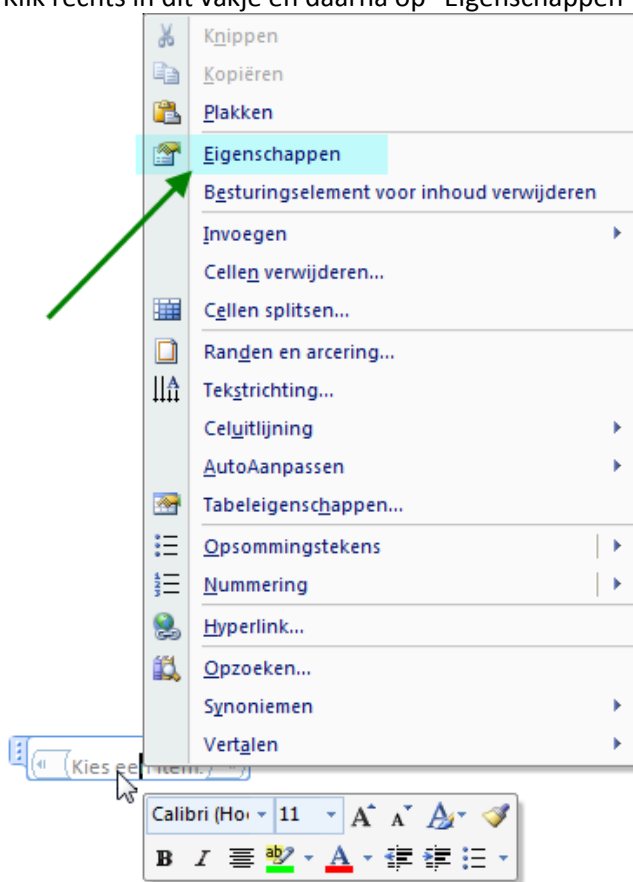 Klik rechts in dit vakje en daarna op "Eigenschappen"
Knippen
Kopiëren
Plakken
Eigenschappen
Besturingselement voor inhoud verwijderen
Invoegen
Cellen verwijderen...
Cellen splitsen...
Randen en arcering...
Tekstrichting...
Celuitlijning
AutoAanpassen
Tabeleigenschappen...
Opsommingstekens
Nummering
Hyperlink...
Opzoeken...
Synoniemen
Vertalen
Kies een item.
Calibri (Ho 11